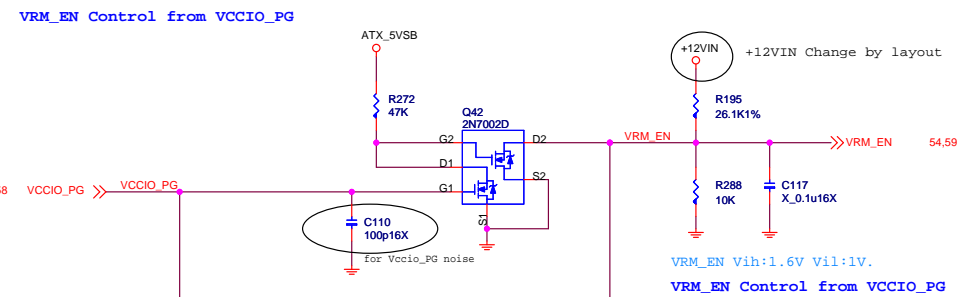 VRM_EN Control from VCCIO_PG
ATX_5VSB
+12VIN
+12VIN Change by layout
R272
47K
Q42
2N7002D
R195
26.1K1%
G2
D2
VRM_EN
VRM_EN
54,59
D1
S2
68
VCCIO_PG
VCCIO_PG
G1
C110
100p16X
S1
R288
10K
C117
X_0.1u16X
for Vccio_PG noise
VRM_EN Vih:1.6V Vil:1V.
VRM_EN Control from VCCIO_PG